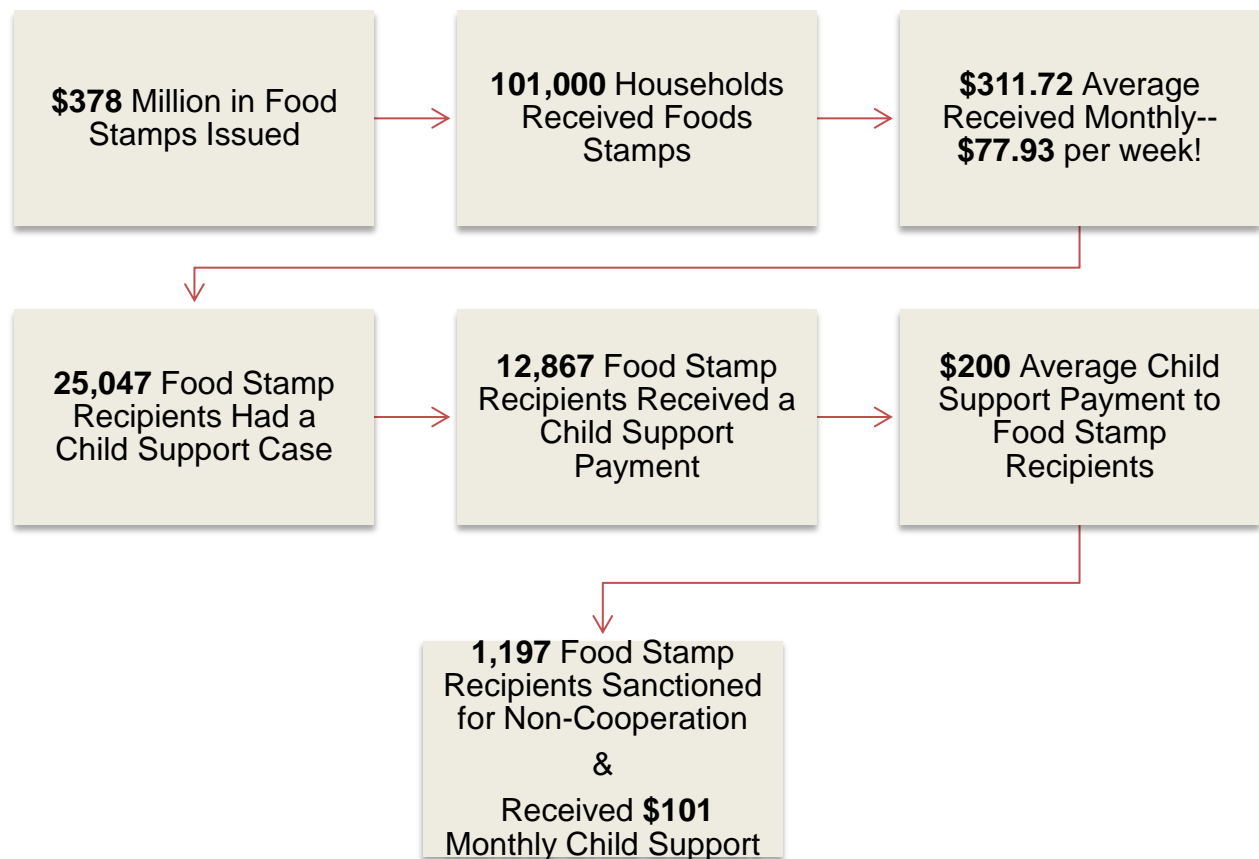 $378 Million in Food
Stamps Issued
101,000 Households
Received Foods
Stamps
$311.72 Average
Received Monthly--
$77.93 per week!
25,047 Food Stamp
Recipients Had a
Child Support Case
12,867 Food Stamp
Recipients Received a
Child Support
Payment
$200 Average Child
Support Payment to
Food Stamp
Recipients
1,197 Food Stamp
Recipients Sanctioned
for Non-Cooperation
&
Received $101
Monthly Child Support